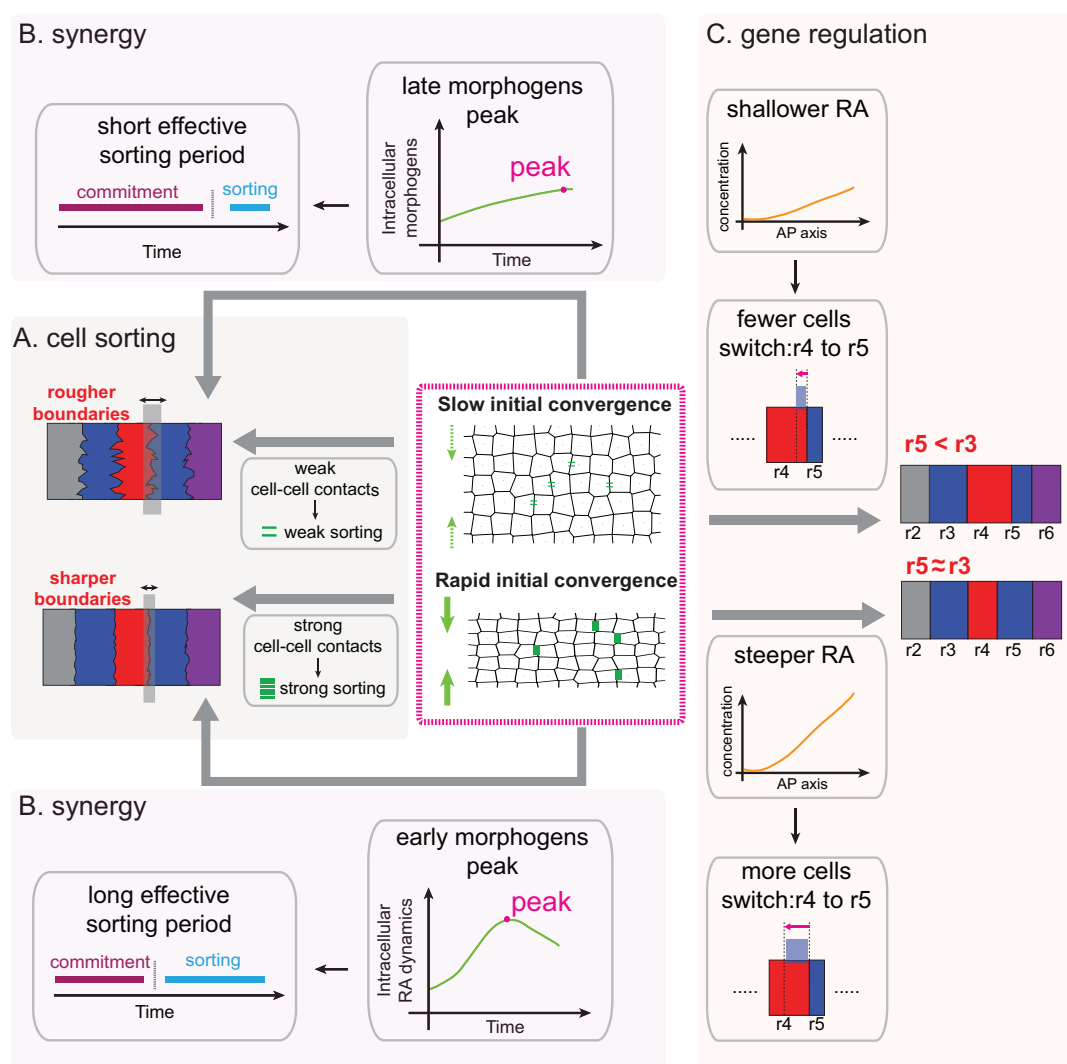 B. synergy
late morphogens
peak
Intracellular
morphogens
peak
Time
short effective
sorting period
commitment
sorting
Time
A. cell sorting
rougher
boundaries
weak
cell-cell contacts
weak sorting
sharper
boundaries
strong
cell-cell contacts
strong sorting
Slow initial convergence
Rapid initial convergence
B. synergy
early morphogens
peak
Intracellular
RA dynamics
peak
Time
long effective
sorting period
commitment
sorting
Time
C. gene regulation
shallower RA
concentration
AP axis
fewer cells
switch:r4 to r5
.....
.....
r4 r5
r5 < r3
r2 r3 r4 r5 r6
r5≈r3
r2 r3 r4 r5 r6
steeper RA
concentration
AP axis
more cells
switch:r4 to r5
.....
.....
r4 r5